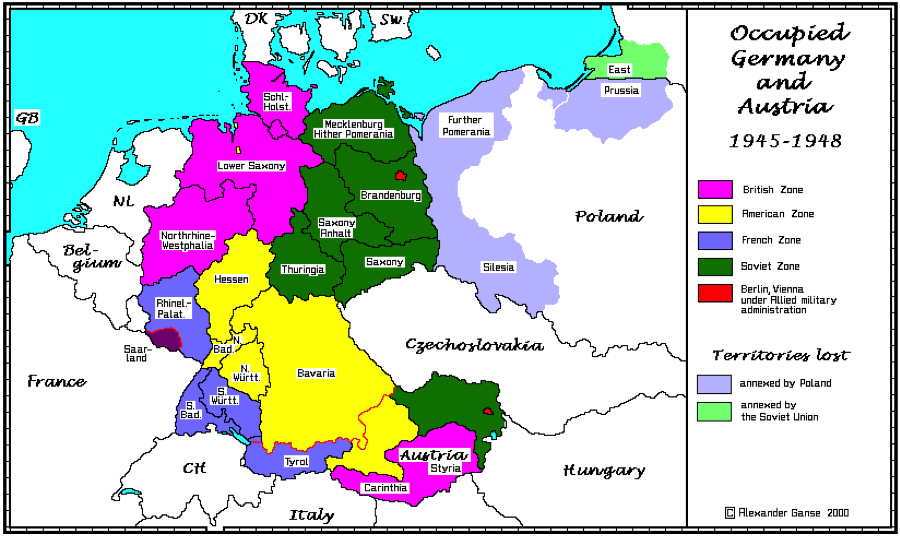 Occupied
Germany
and
Austria
1945-1948
British Zone
American Zone
French Zone
Soviet Zone
Berlin, Vienna
under Allied military
administration
Territories lost
annexed by Poland
annexed by
the Soviet Union
C Alexander Ganse 2000
DK
Sw.
GB
East
Prussia
Schl-
Holst.
Mecklenburg
Hither Pomerania
Further
Pomerania
Lower Saxony
Brandenburg
NL
Poland
Saxony
Anhalt
Northrhine-
Westphalia
Bel-
gium
Thuringia
Saxony
Silesia
Hessen
Rhinel.-
Palat.
Saar-
land
N.
Bad.
Czechoslovakia
France
N.
Württ.
Bavaria
S.
Württ.
S.
Bad.
Austria
Styria
CH
Tyrol
Hungary
Carinthia
Italy